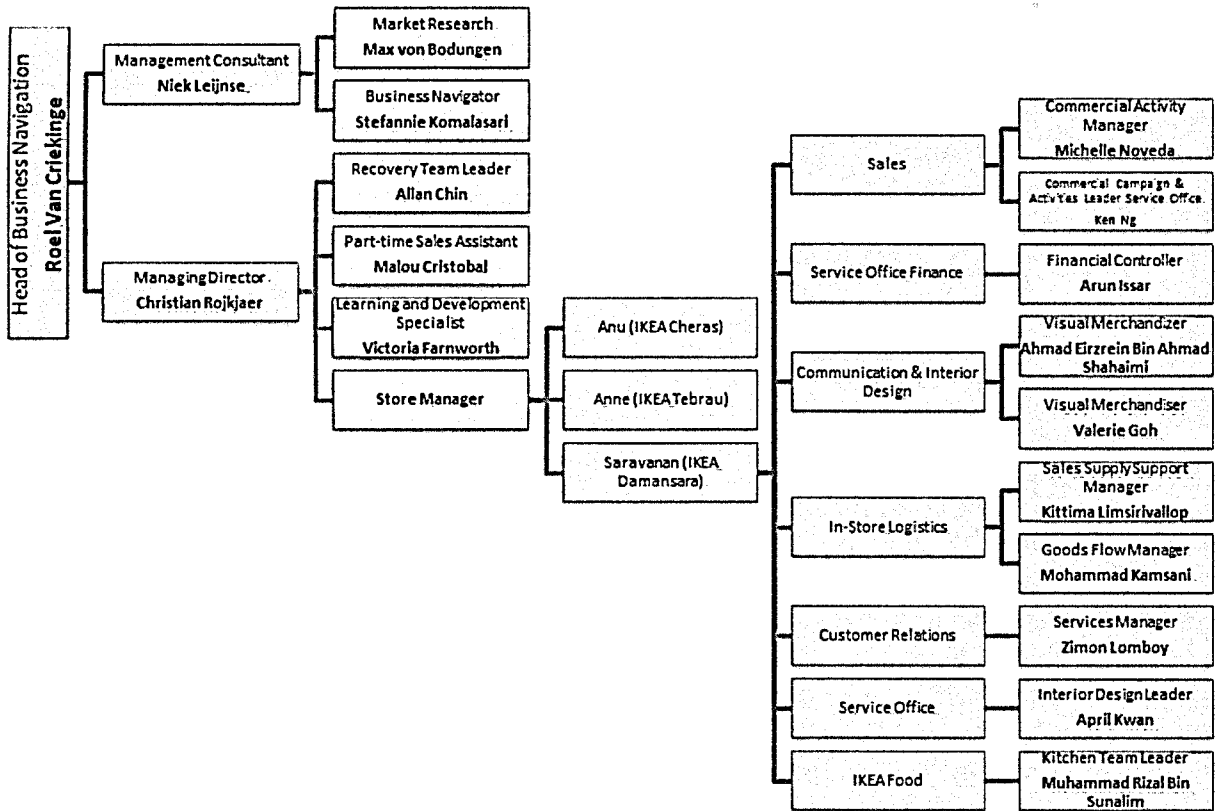 Head of Business Navigation
Roel Van Criekinge
Management Consultant
Niek Leijnse
Managing Director
Christian Rojkjaer
Market Research
Max von Bodungen
Business Navigator
Stefannie Komalasari
Recovery Team Leader
Allan Chin
Part-time Sales Assistant
Malou Cristobal
Learning and Development
Specialist
Victoria Farnworth
Store Manager
Anu (IKEA Cheras)
Anne (IKEA Tebrau)
Saravanan (IKEA
Damansara)
Sales
Service Office Finance
Communication & Interior
Design
In-Store Logistics
Customer Relations
Service Office
IKEA Food
Commercial Activity
Manager
Michelle Noveda
Commercial Campaign &
Activities Leader Service Office
Ken Ng
Financial Controller
Arun Issar
Visual Merchandizer
Ahmad Eirzrein Bin Ahmad
Shahaimi
Visual Merchandiser
Valerie Goh
Sales Supply Support
Manager
Kittima Limsirivallop
Goods Flow Manager
Mohammad Kamsani
Services Manager
Zimon Lomboy
Interior Design Leader
April Kwan
Kitchen Team Leader
Muhammad Rizal Bin
Sunalim